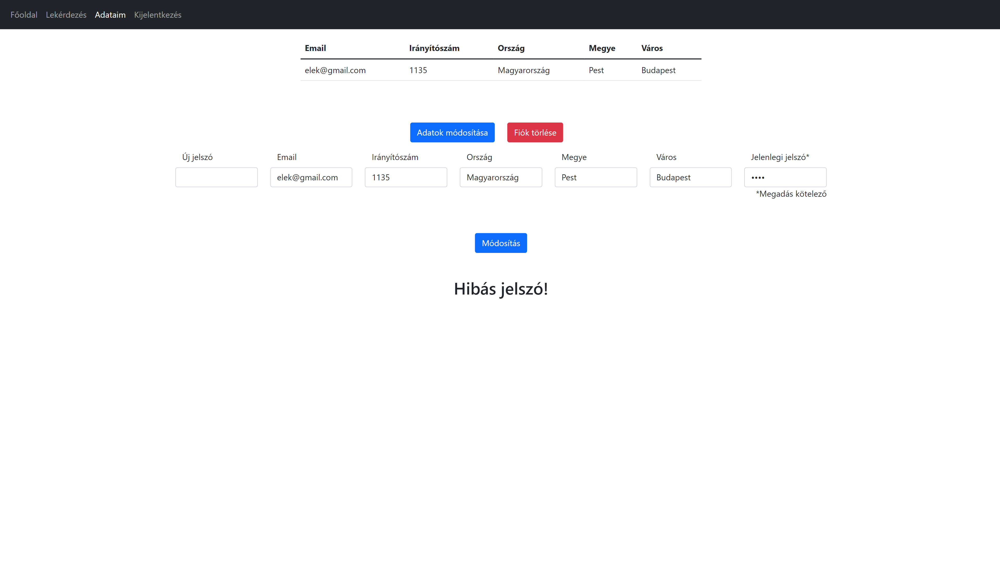 Főoldal Lekérdezés Adataim Kijelentkezés
Email Irányítószám Ország Megye Város
elek@gmail.com 1135 Magyarország Pest Budapest
Adatok módosítása Fiók törlése
Új jelszó Email Irányítószám Ország Megye Város Jelenlegi jelszó*
elek@gmail.com 1135 Magyarország Pest Budapest ••••
*Megadás kötelező
Módosítás
Hibás jelszó!